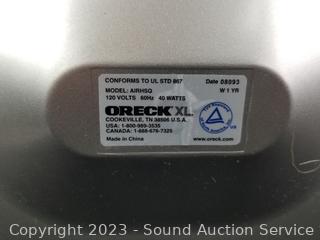 CONFORMS TO UL STD 867 Date 08093
MODEL: AIRHSQ W 1 YR
120 VOLTS 60Hz 40 WATTS
ORECK XL.
COOKEVILLE, TN 38506 U.S.A.
USA: 1-800-989-3535
CANADA: 1-888-676-7325
Made in China www.oreck.com
Copyright 2023 - Sound Auction Service